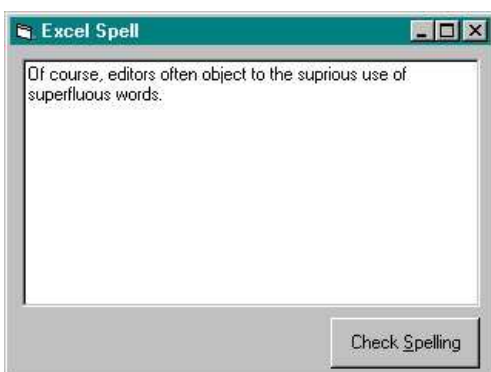 Excel Spell
Of course, editors often object to the suprious use of
superfluous words.
Check Spelling